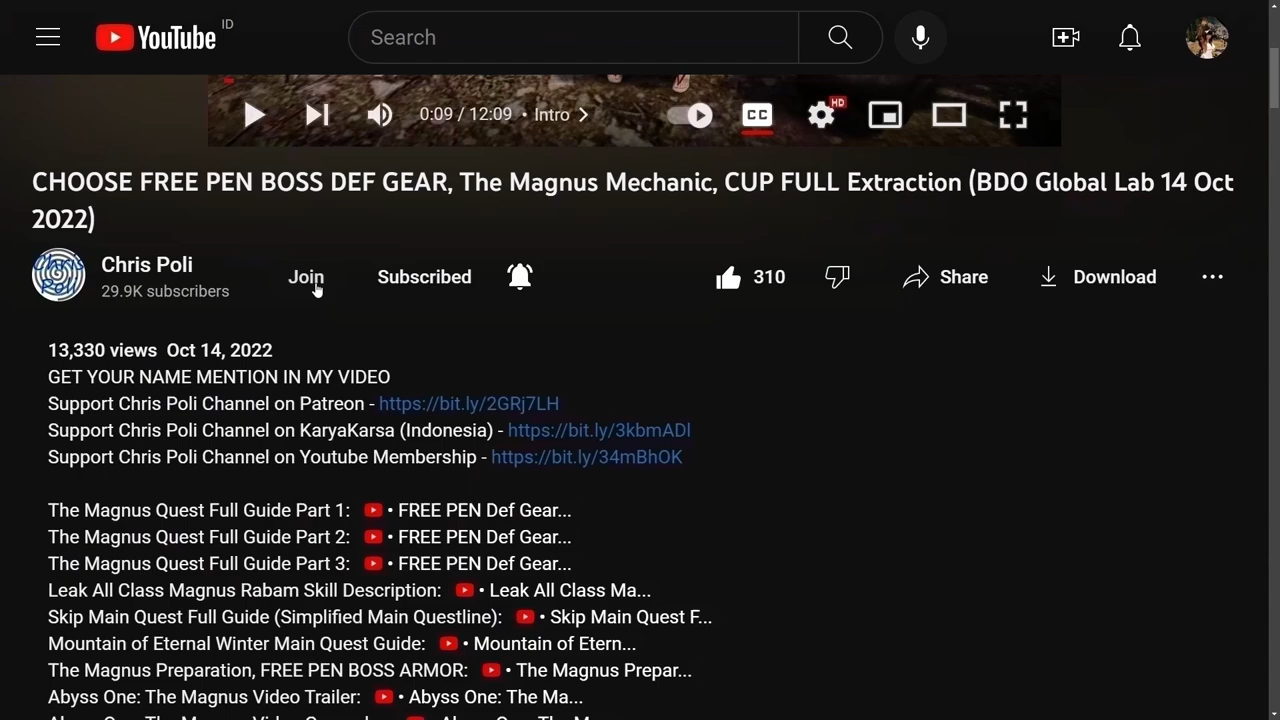 YouTube ID
Search
0:09 / 12:09 • Intro
CC
HD
CHOOSE FREE PEN BOSS DEF GEAR, The Magnus Mechanic, CUP FULL Extraction (BDO Global Lab 14 Oct
2022)
Chris Poli
Chris Poli
29.9K subscribers
Join
Subscribed
310
Share
Download
13,330 views Oct 14, 2022
GET YOUR NAME MENTION IN MY VIDEO
Support Chris Poli Channel on Patreon - https://bit.ly/2GRj7LH
Support Chris Poli Channel on KaryaKarsa (Indonesia) - https://bit.ly/3kbmADl
Support Chris Poli Channel on Youtube Membership - https://bit.ly/34mBhOK
The Magnus Quest Full Guide Part 1: • FREE PEN Def Gear...
The Magnus Quest Full Guide Part 2: • FREE PEN Def Gear...
The Magnus Quest Full Guide Part 3: • FREE PEN Def Gear...
Leak All Class Magnus Rabam Skill Description: • Leak All Class Ma...
Skip Main Quest Full Guide (Simplified Main Questline): • Skip Main Quest F...
Mountain of Eternal Winter Main Quest Guide: • Mountain of Etern...
The Magnus Preparation, FREE PEN BOSS ARMOR: • The Magnus Prepar...
Abyss One: The Magnus Video Trailer: • Abyss One: The Ma...